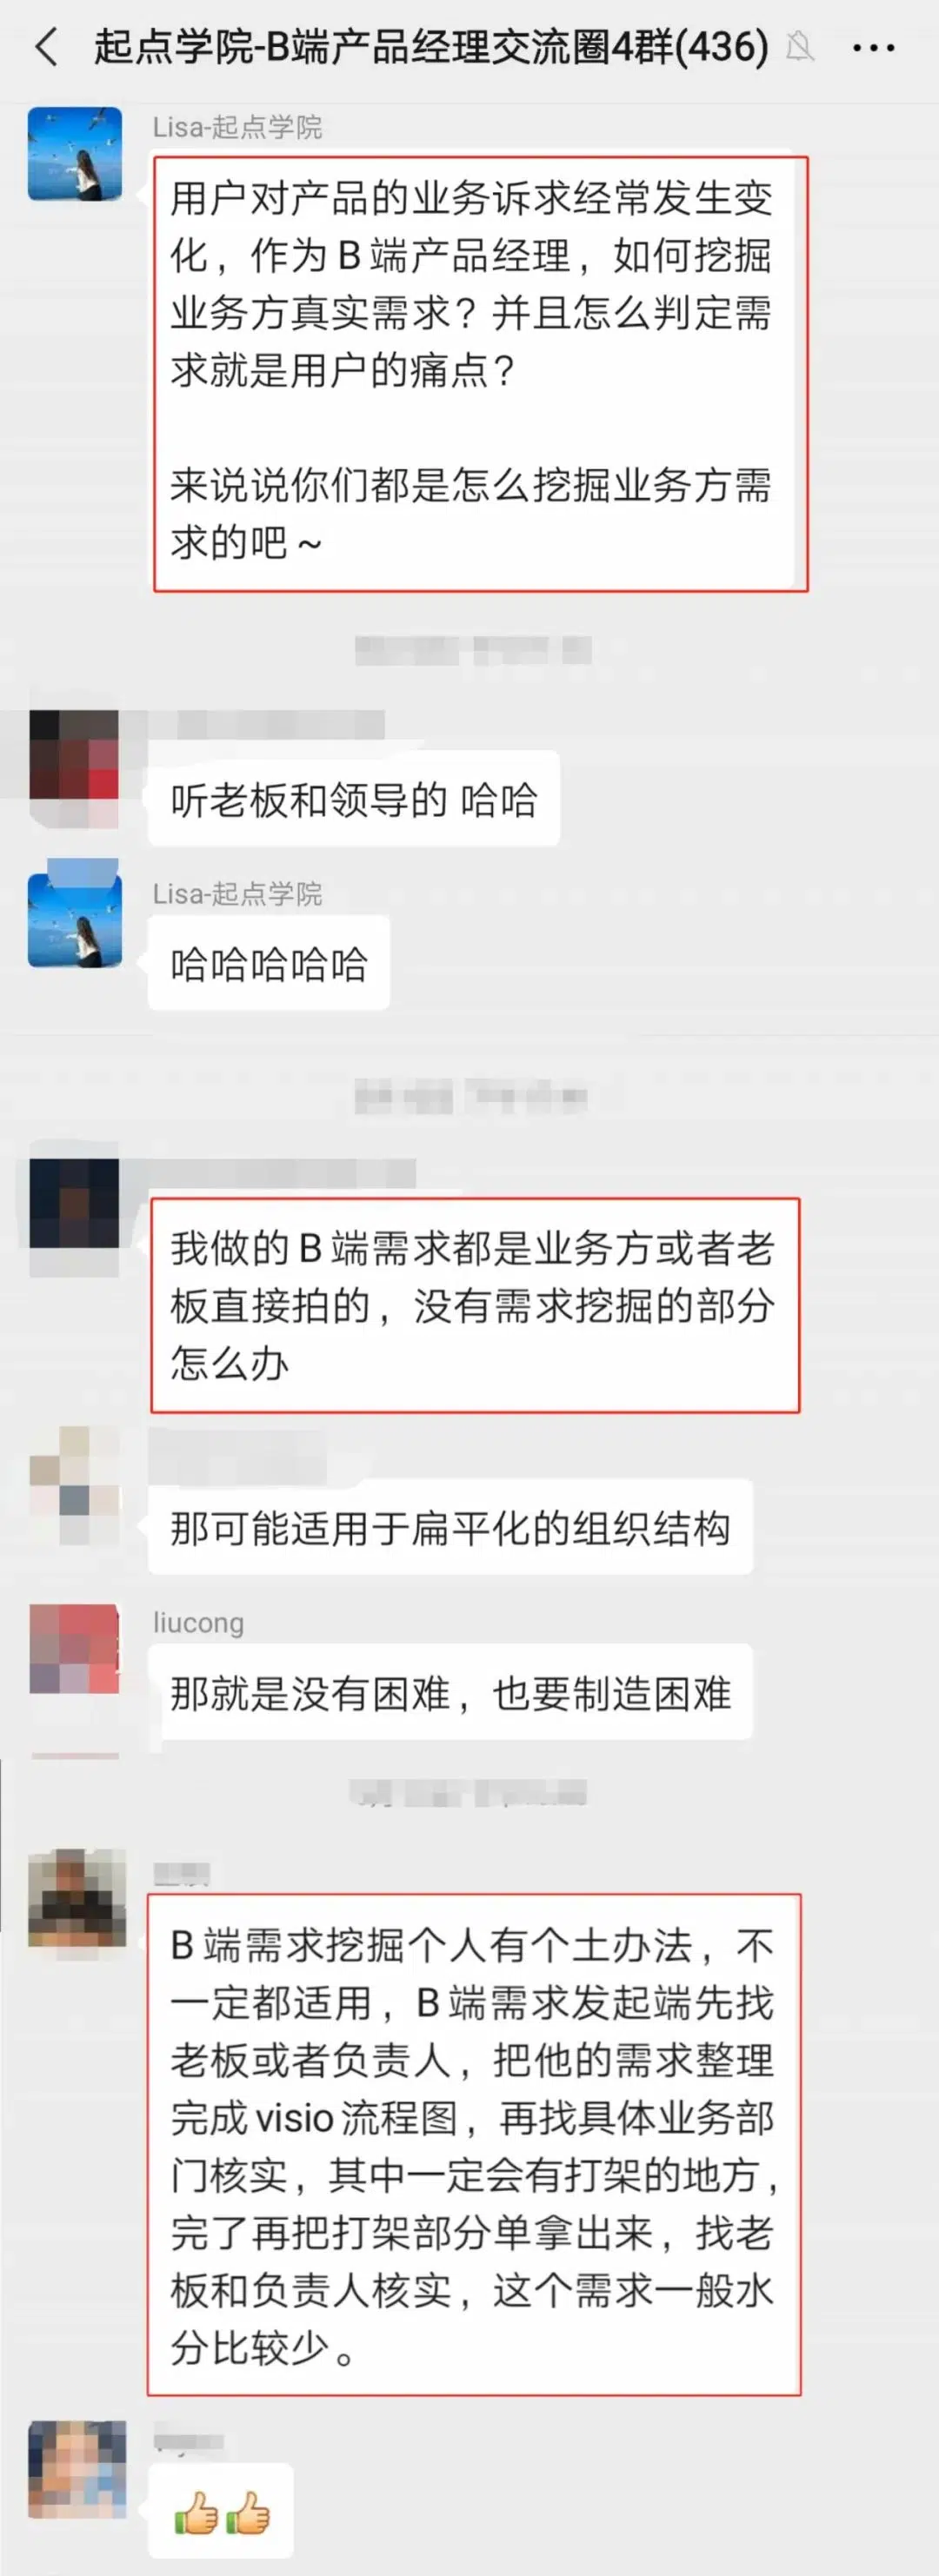 起点学院-B端产品经理交流圈4群(436)
Lisa-起点学院
用户对产品的业务诉求经常发生变
化，作为B端产品经理，如何挖掘
业务方真实需求？并且怎么判定需
求就是用户的痛点？
来说说你们都是怎么挖掘业务方需
求的吧~
听老板和领导的 哈哈
Lisa-起点学院
哈哈哈哈哈
我做的B端需求都是业务方或者老
板直接拍的，没有需求挖掘的部分
怎么办
那可能适用于扁平化的组织结构
liucong
那就是没有困难，也要制造困难
B端需求挖掘个人有个土办法，不
一定都适用，B端需求发起端先找
老板或者负责人，把他的需求整理
完成visio流程图，再找具体业务部
门核实，其中一定会有打架的地方，
完了再把打架部分单拿出来，找老
板和负责人核实，这个需求一般水
分比较少。